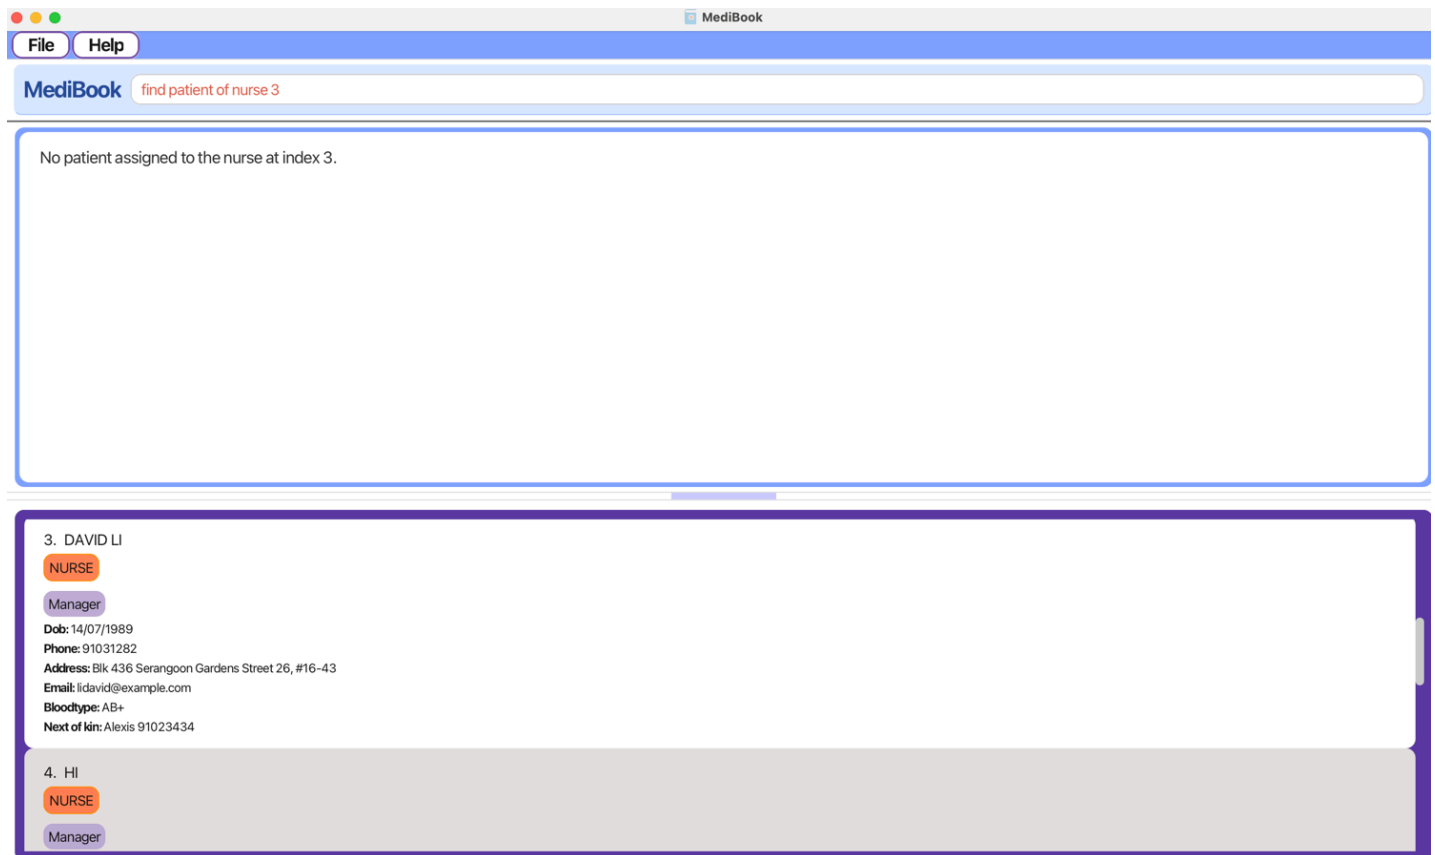 MediBook
File Help
MediBook find patient of nurse 3
No patient assigned to the nurse at index 3.
3. DAVID LI
NURSE
Manager
Dob: 14/07/1989
Phone: 91031282
Address: Blk 436 Serangoon Gardens Street 26, #16-43
Email: lidavid@example.com
Bloodtype: AB+
Next of kin: Alexis 91023434
4. HI
NURSE
Manager